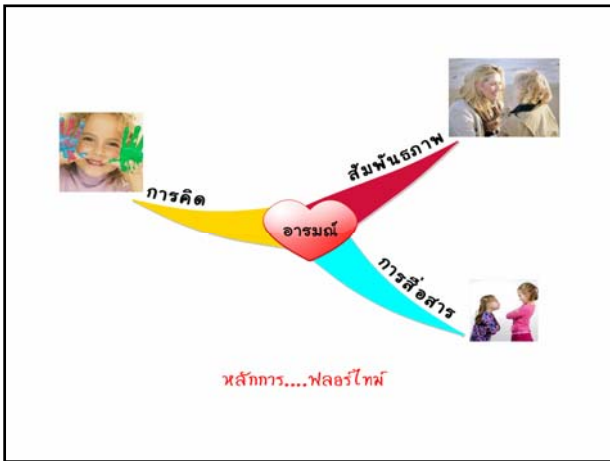 สัมพันธภาพ
การคิด
อารมณ์
การสื่อสาร
หลักการ....ฟลอร์ไทม์